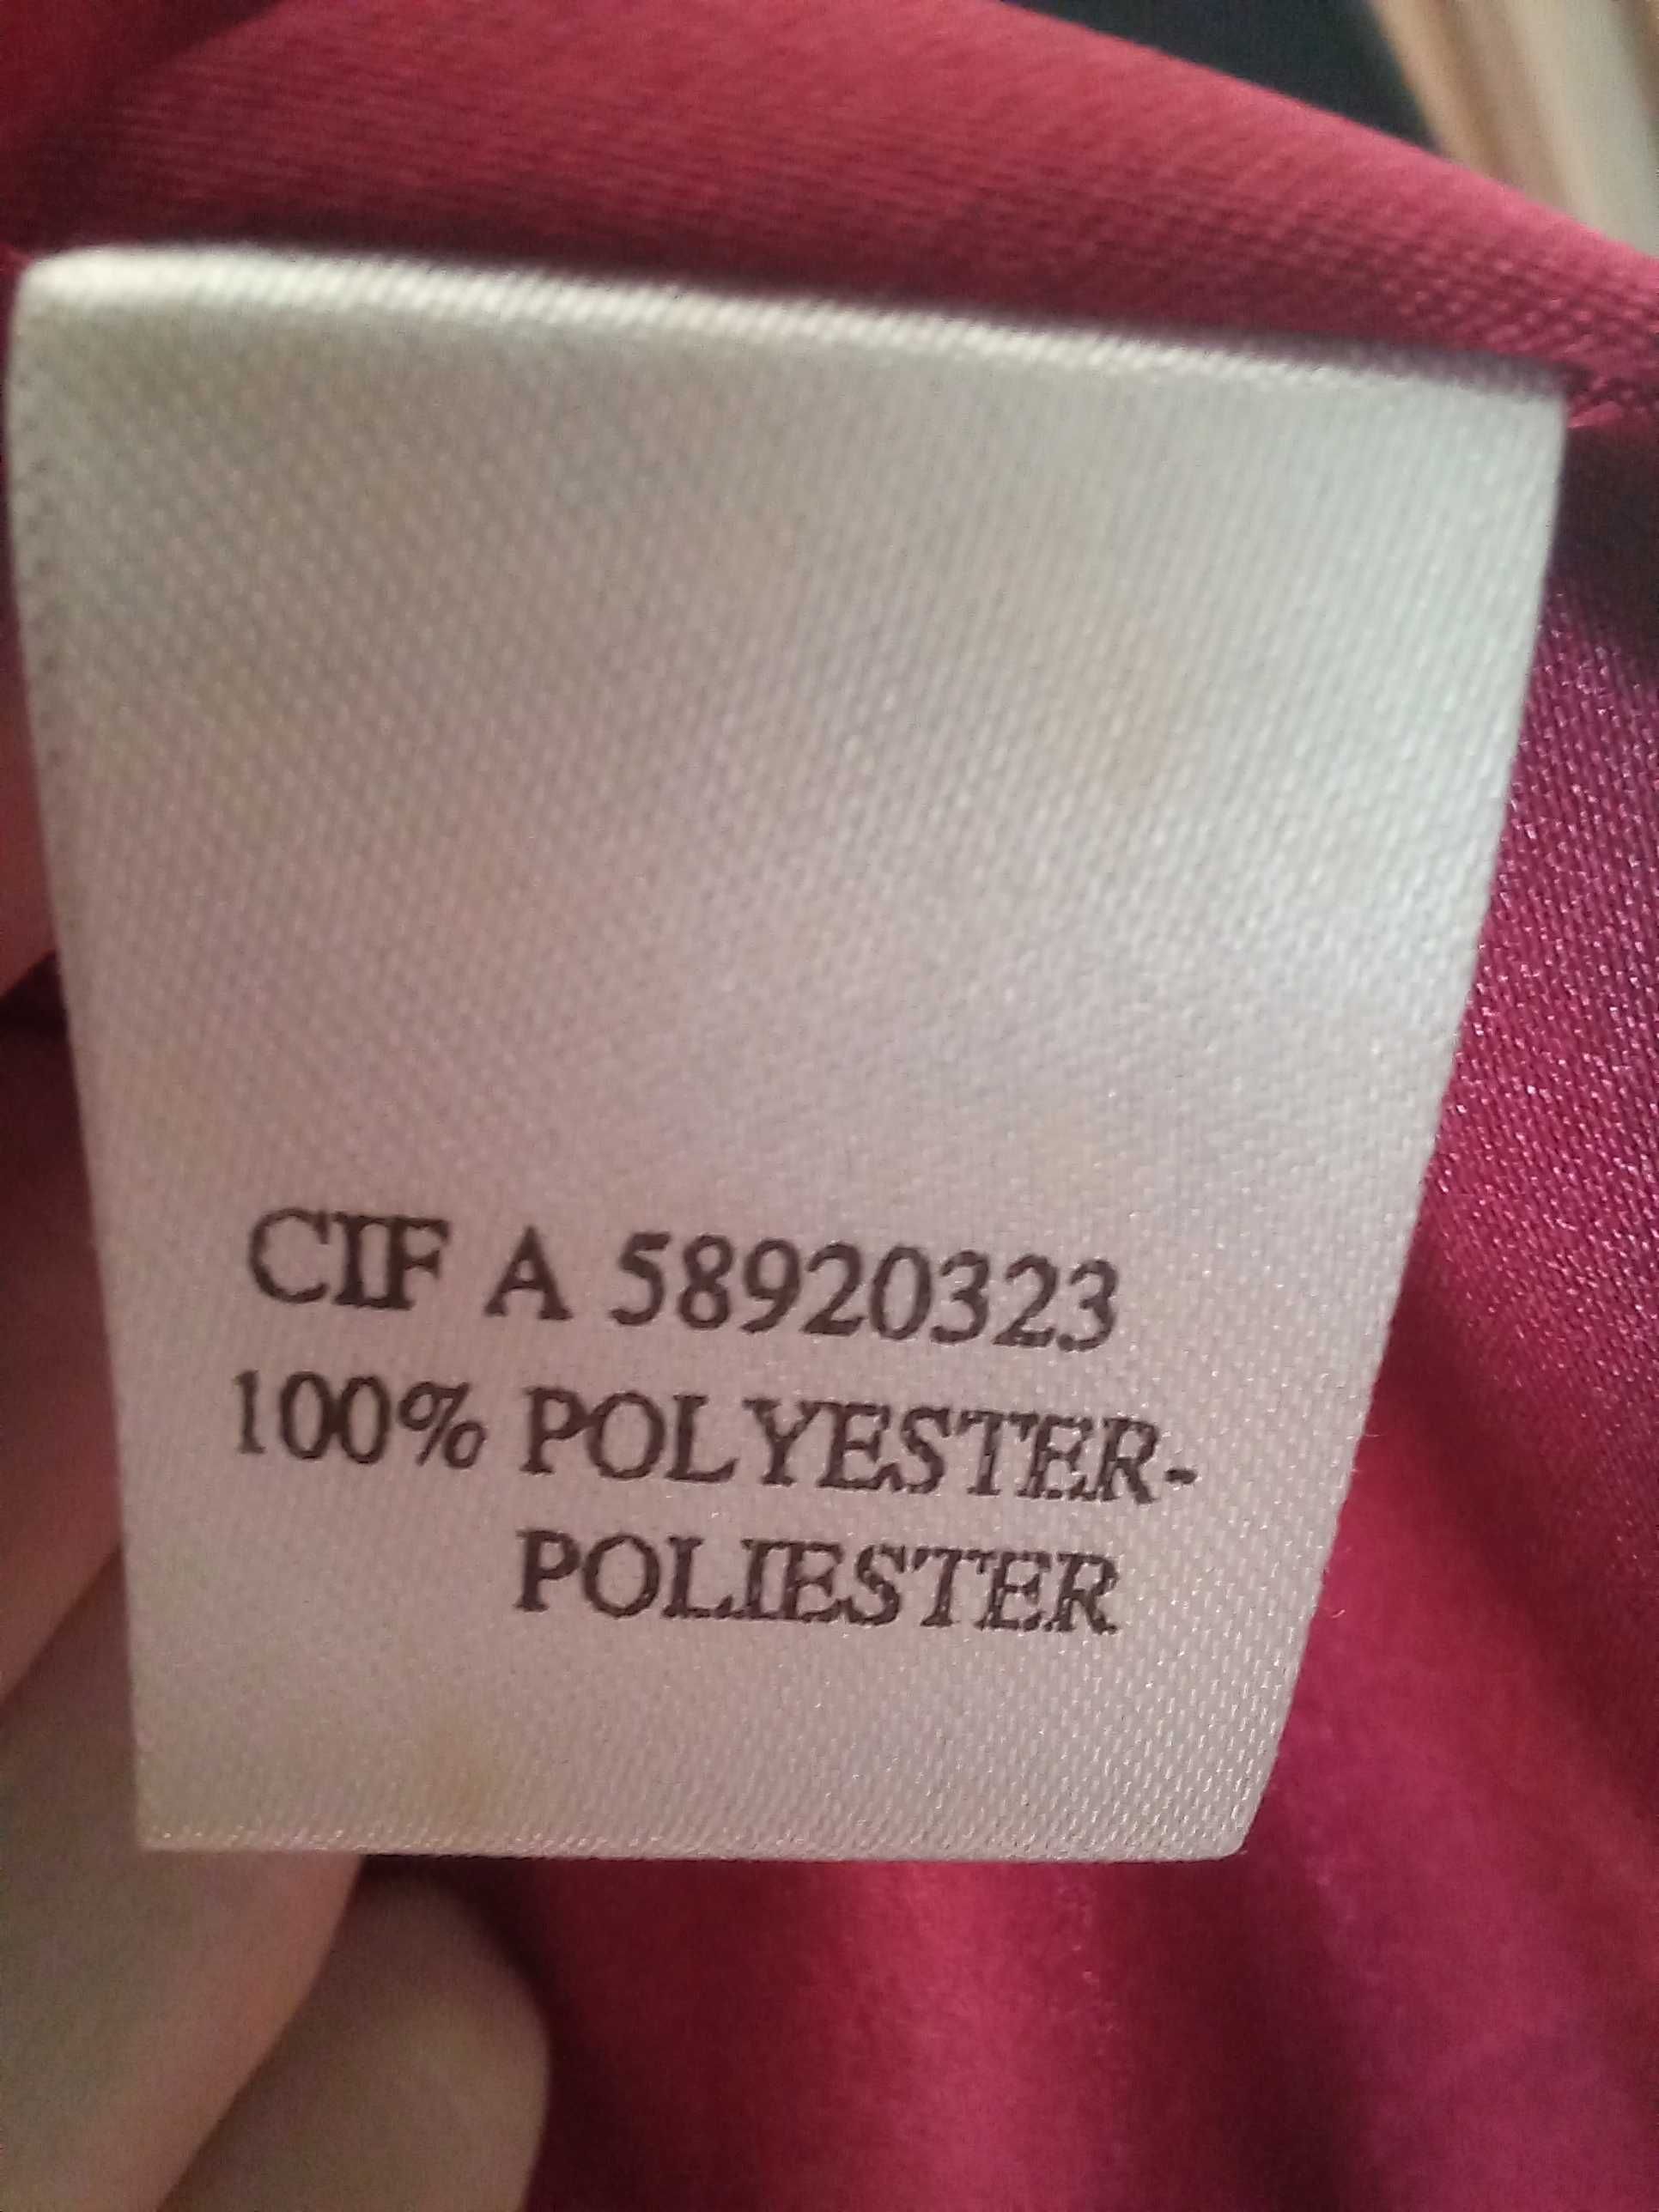 CIF A 58920323
100% POLYESTER-
POLIESTER